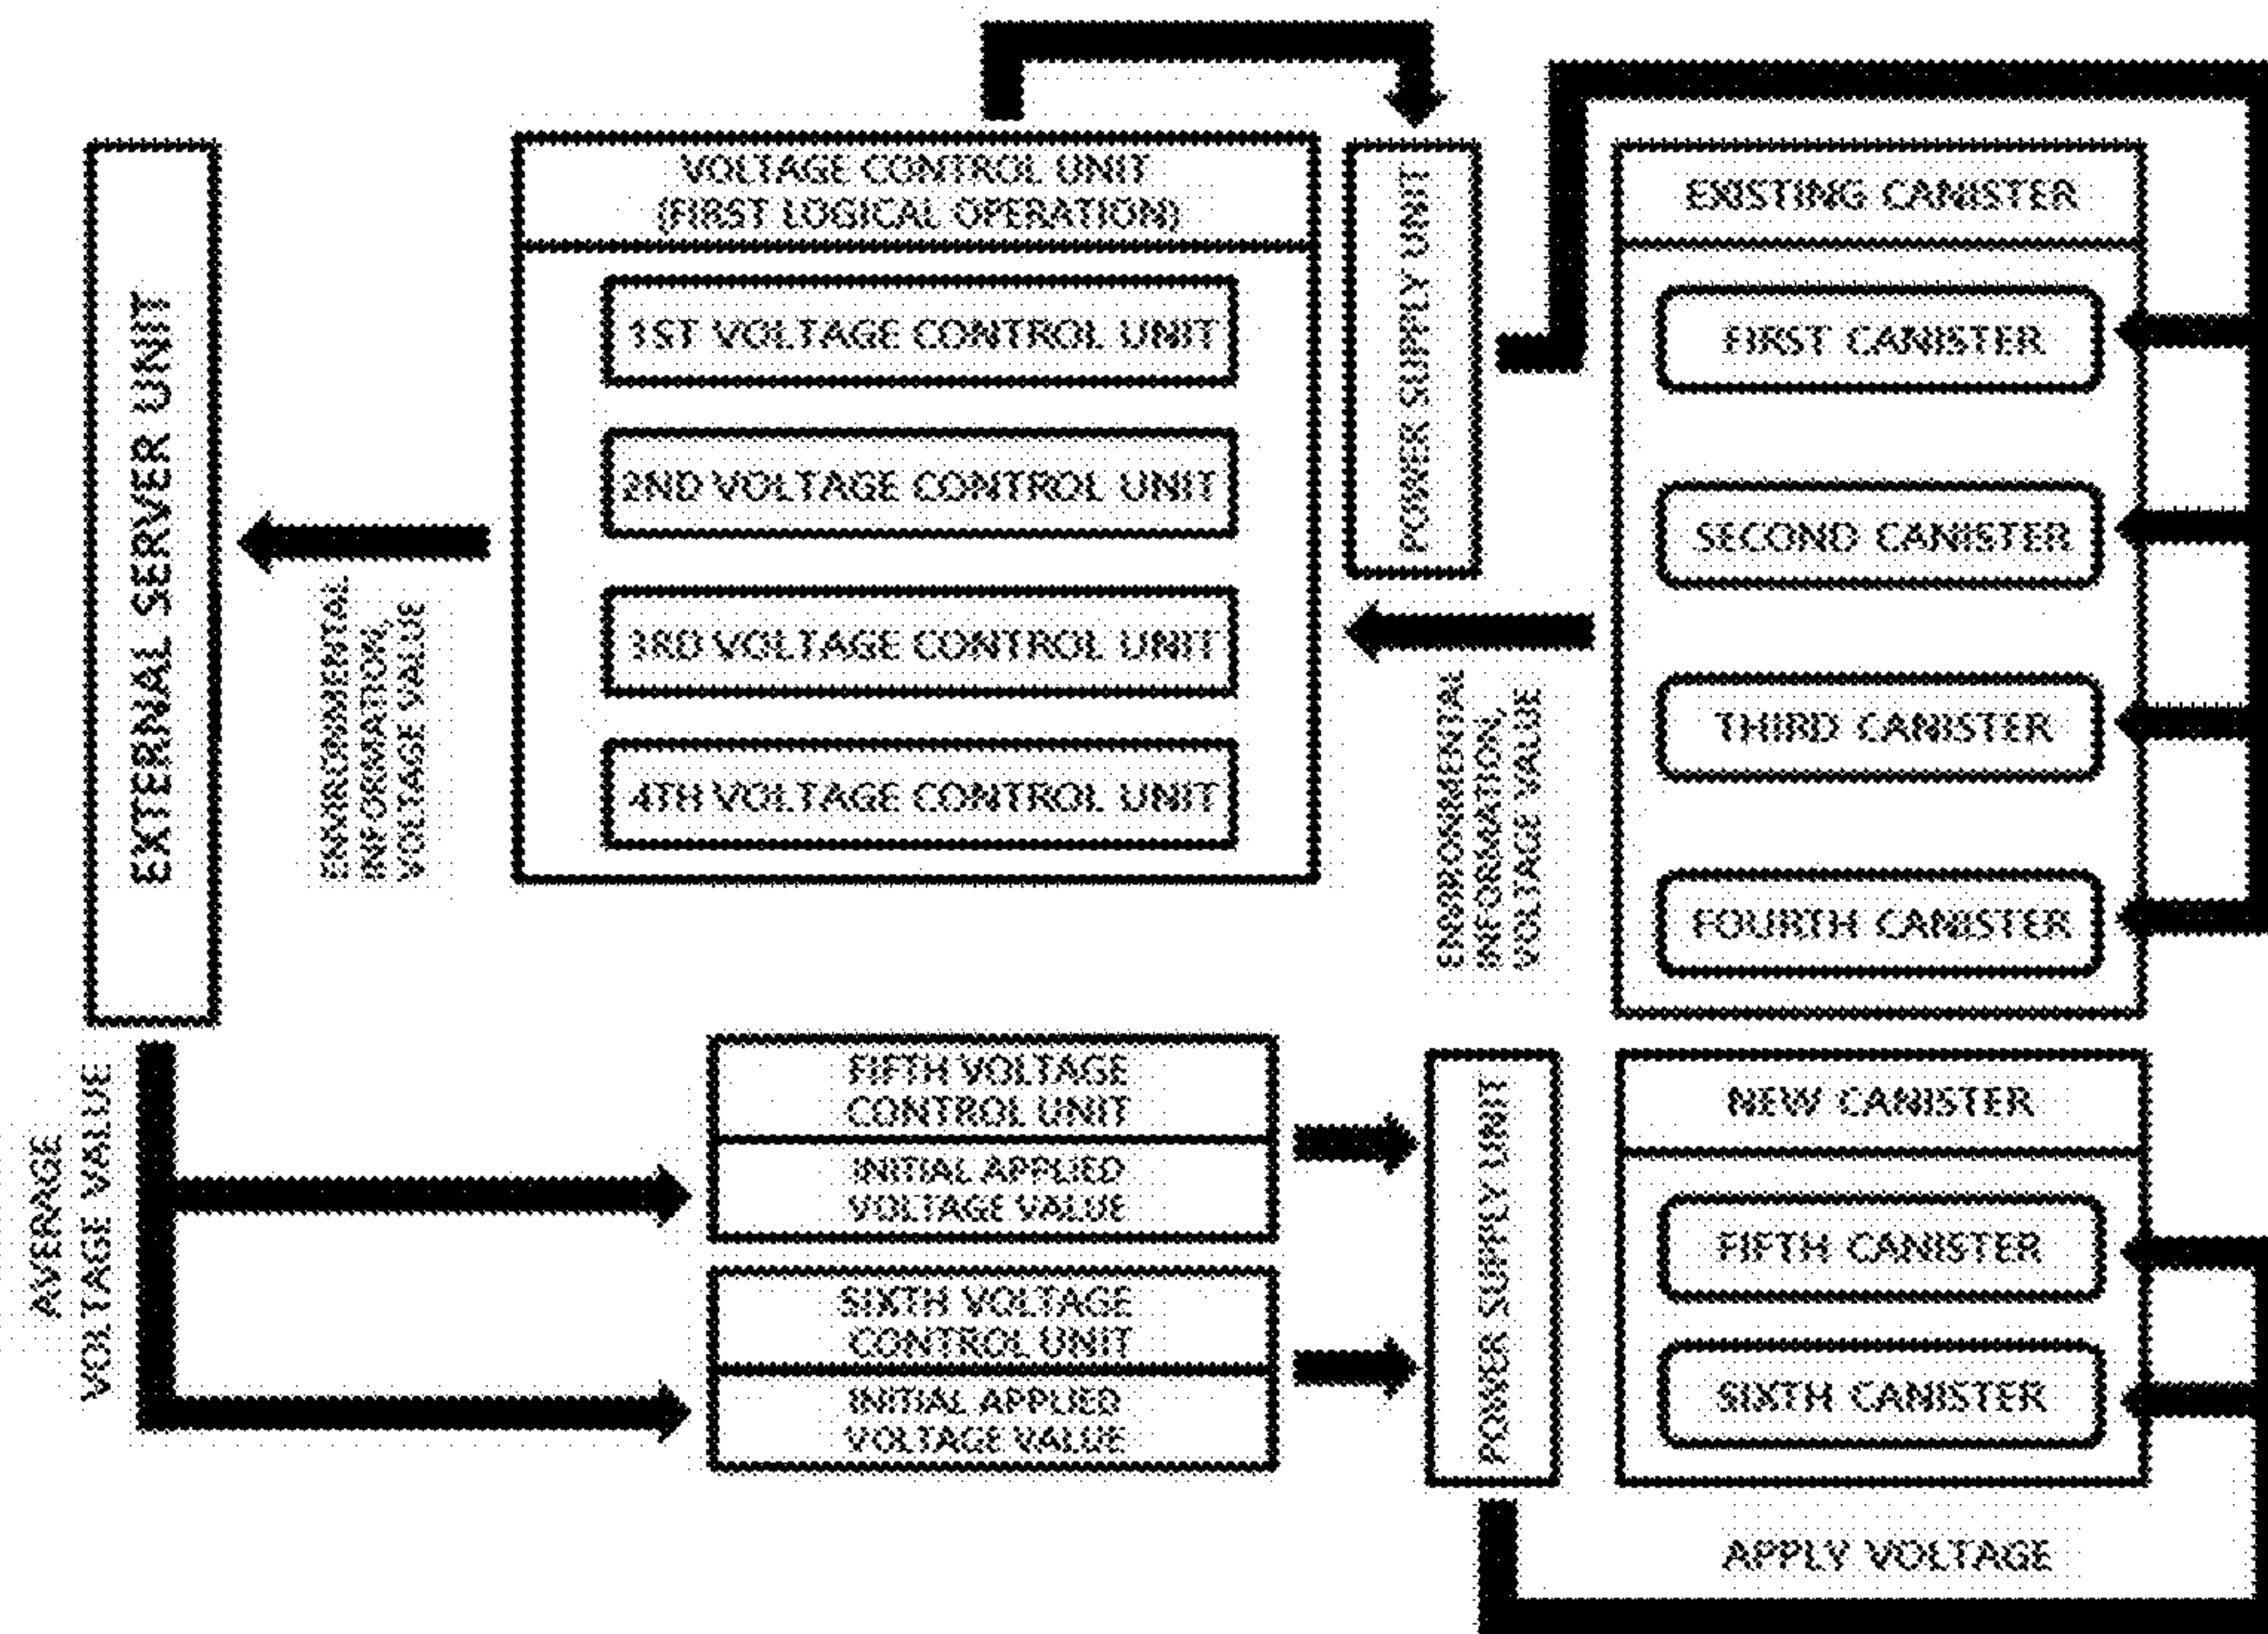 EXTERNAL SERVER UNIT
ENVIRONMENTAL
INFORMATION,
VOLTAGE VALUE
VOLTAGE CONTROL UNIT
(FIRST LOGICAL OPERATION)
1ST VOLTAGE CONTROL UNIT
2ND VOLTAGE CONTROL UNIT
3RD VOLTAGE CONTROL UNIT
4TH VOLTAGE CONTROL UNIT
POWER SUPPLY UNIT
ENVIRONMENTAL
INFORMATION,
VOLTAGE VALUE
EXISTING CANISTER
FIRST CANISTER
SECOND CANISTER
THIRD CANISTER
FOURTH CANISTER
AVERAGE
VOLTAGE VALUE
FIFTH VOLTAGE
CONTROL UNIT
INITIAL APPLIED
VOLTAGE VALUE
SIXTH VOLTAGE
CONTROL UNIT
INITIAL APPLIED
VOLTAGE VALUE
POWER SUPPLY UNIT
NEW CANISTER
FIFTH CANISTER
SIXTH CANISTER
APPLY VOLTAGE